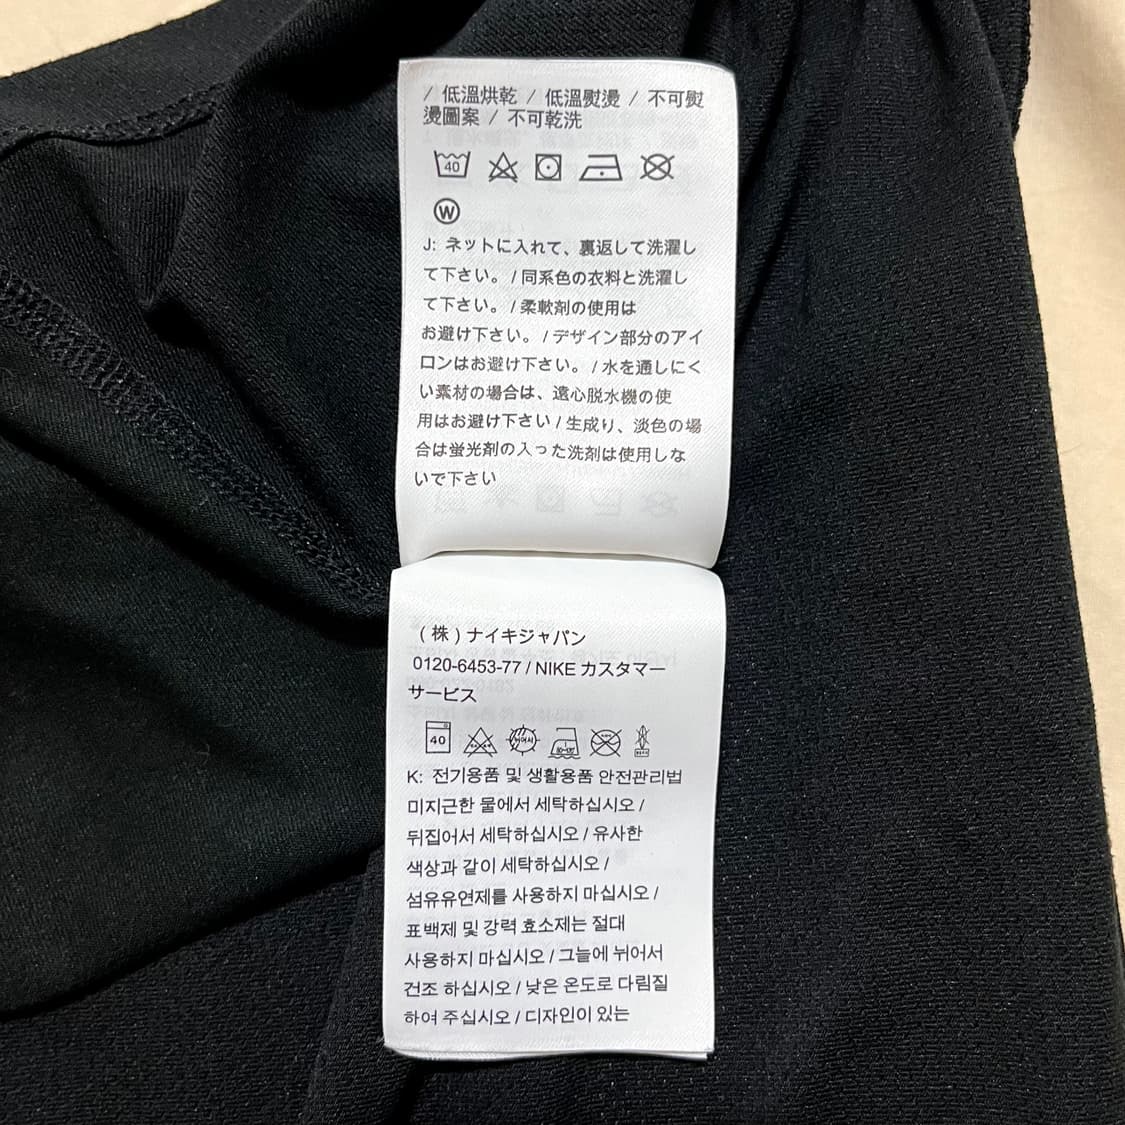 / 低溫烘乾 / 低溫熨燙 / 不可熨
燙圖案 / 不可乾洗
40
W
J: ネットに入れて、裏返して洗濯し
て下さい。/ 同系色の衣料と洗濯し
て下さい。/ 柔軟剤の使用は
お避け下さい。/ デザイン部分のアイ
ロンはお避け下さい。/ 水を通しにく
い素材の場合は、遠心脱水機の使
用はお避け下さい / 生成り、淡色の場
合は蛍光剤の入った洗剤は使用しな
いで下さい
(株) ナイキジャパン
0120-6453-77 / NIKE カスタマー
サービス
40
K: 전기용품 및 생활용품 안전관리법
미지근한 물에서 세탁하십시오 /
뒤집어서 세탁하십시오 / 유사한
색상과 같이 세탁하십시오 /
섬유유연제를 사용하지 마십시오 /
표백제 및 강력 효소제는 절대
사용하지 마십시오 / 그늘에 뉘어서
건조 하십시오 / 낮은 온도로 다림질
하여 주십시오 / 디자인이 있는